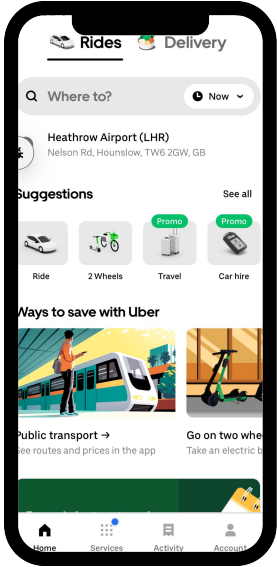 Rides Delivery
Where to? Now
Heathrow Airport (LHR)
Nelson Rd, Hounslow, TW6 2GW, GB
Suggestions See all
Promo Promo
Ride 2 Wheels Travel Car hire
Ways to save with Uber
Public transport → Go on two whe
See routes and prices in the app Take an electric b
Home Services Activity Account